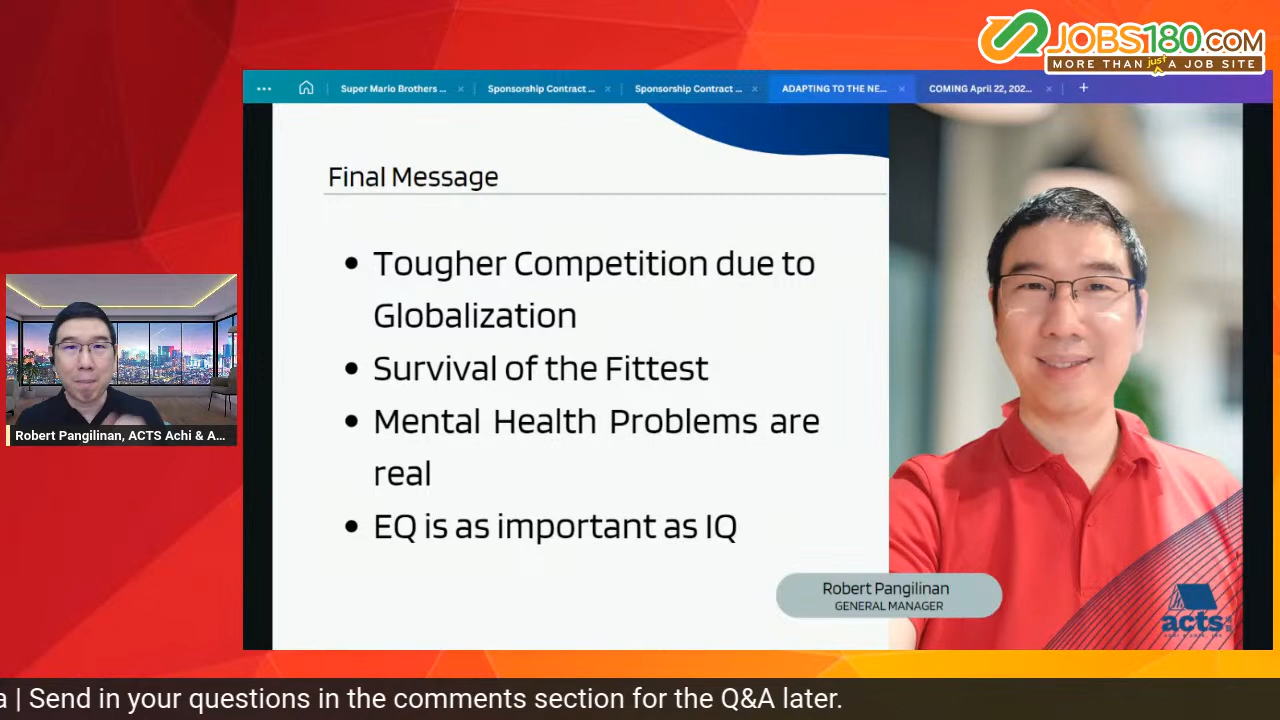 JOBS180.COM
MORE THAN just A JOB SITE
Super Mario Brothers ...
Sponsorship Contract ...
Sponsorship Contract ...
ADAPTING TO THE NE...
COMING April 22, 202...
Final Message
• Tougher Competition due to
Globalization
• Survival of the Fittest
• Mental Health Problems are
real
• EQ is as important as IQ
Robert Pangilinan, ACTS Achi & A...
Robert Pangilinan
GENERAL MANAGER
acts
a | Send in your questions in the comments section for the Q&A later.